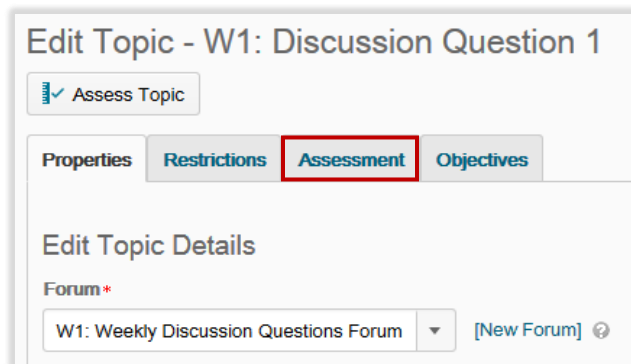 Edit Topic - W1: Discussion Question 1
Assess Topic
Properties Restrictions Assessment Objectives
Edit Topic Details
Forum*
W1: Weekly Discussion Questions Forum [New Forum] ?